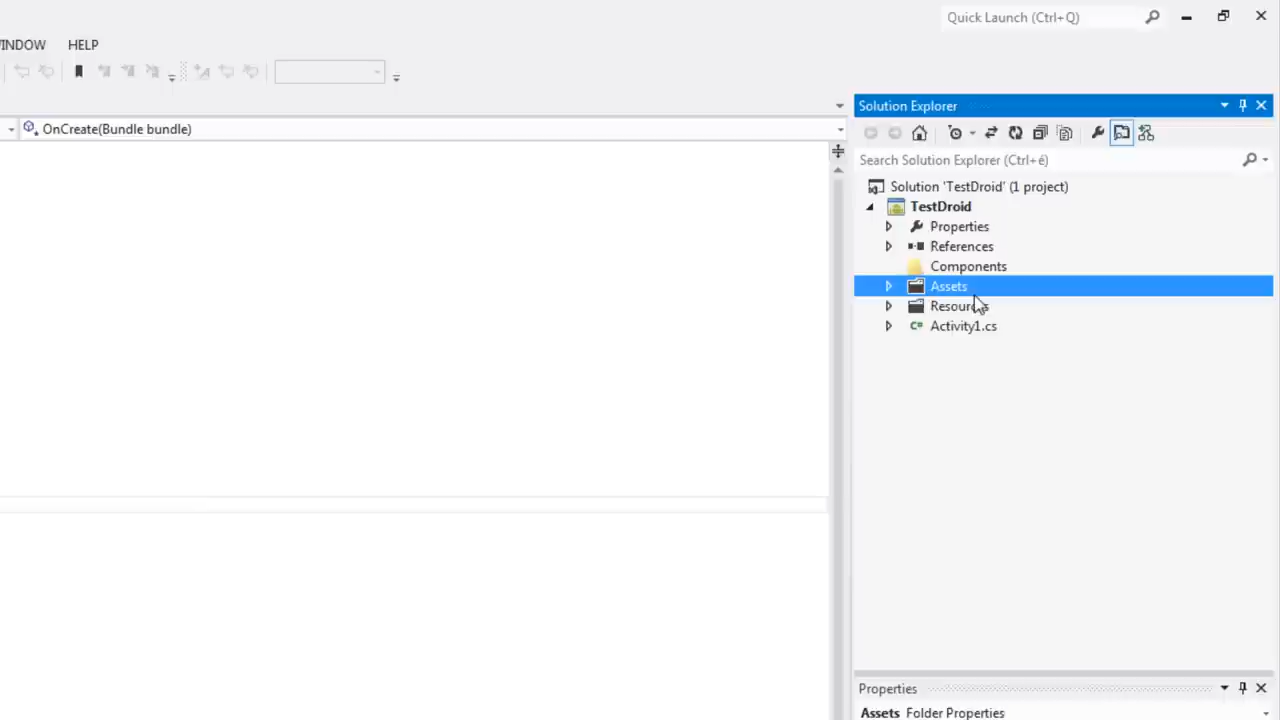 Quick Launch (Ctrl+Q)
INDOW HELP
Solution Explorer
OnCreate(Bundle bundle)
Search Solution Explorer (Ctrl+é)
Solution 'TestDroid' (1 project)
TestDroid
Properties
References
Components
Assets
Resources
Activity1.cs
Properties
Assets Folder Properties